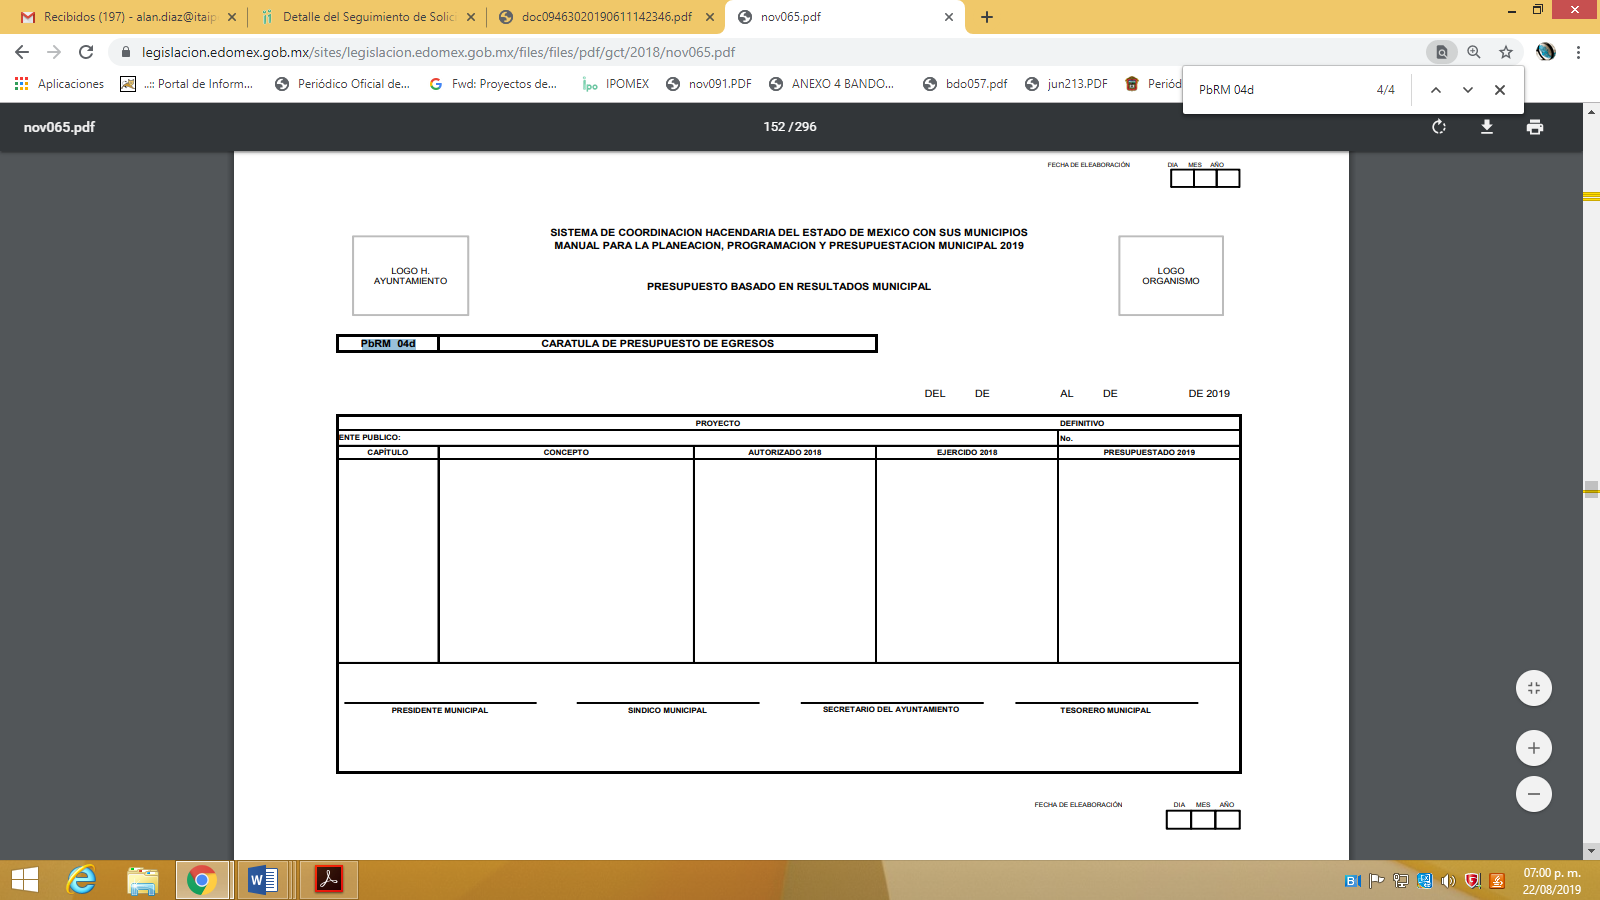 Recibidos (197) - alan.diaz@itaip
Detalle del Seguimiento de Solic
doc09463020190611142346.pdf
nov065.pdf
legislacion.edomex.gob.mx/sites/legislacion.edomex.gob.mx/files/files/pdf/gct/2018/nov065.pdf
Aplicaciones
..:: Portal de Inform...
Periódico Oficial de...
Fwd: Proyectos de...
IPOMEX
nov091.PDF
ANEXO 4 BANDO...
bdo057.pdf
jun213.PDF
Periód
PbRM 04d
4/4
nov065.pdf
152 / 296
FECHA DE ELEABORACIÓN
DIA MES AÑO
SISTEMA DE COORDINACION HACENDARIA DEL ESTADO DE MEXICO CON SUS MUNICIPIOS
MANUAL PARA LA PLANEACION, PROGRAMACION Y PRESUPUESTACION MUNICIPAL 2019
LOGO H.
AYUNTAMIENTO
LOGO
ORGANISMO
PRESUPUESTO BASADO EN RESULTADOS MUNICIPAL
PbRM 04d
CARATULA DE PRESUPUESTO DE EGRESOS
DEL DE AL DE DE 2019
PROYECTO
DEFINITIVO
ENTE PUBLICO:
No.
CAPÍTULO
CONCEPTO
AUTORIZADO 2018
EJERCIDO 2018
PRESUPUESTADO 2019
PRESIDENTE MUNICIPAL
SINDICO MUNICIPAL
SECRETARIO DEL AYUNTAMIENTO
TESORERO MUNICIPAL
FECHA DE ELEABORACIÓN
DIA MES AÑO
07:00 p. m.
22/08/2019